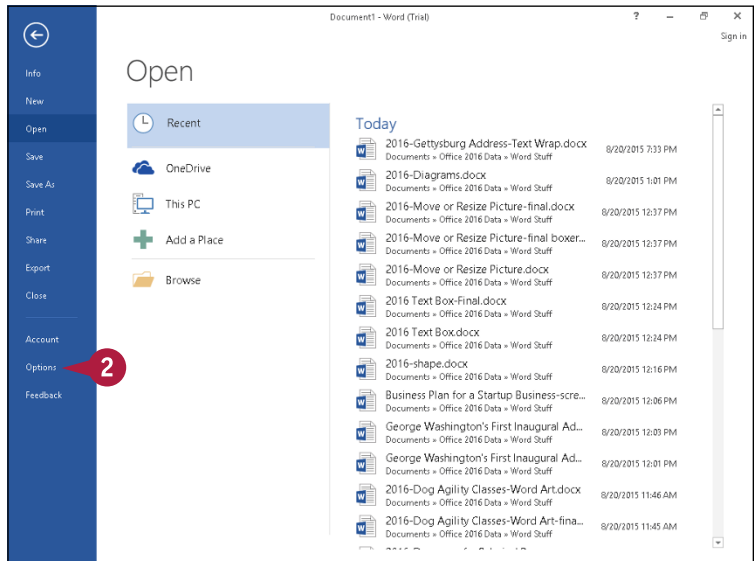 Document1 - Word (Trial)
?
Sign in
Info
New
Open
Save
Save As
Print
Share
Export
Close
Account
Options
2
Feedback
Open
Recent
OneDrive
This PC
Add a Place
Browse
Today
2016-Gettysburg Address-Text Wrap.docx 8/20/2015 7:33 PM
Documents » Office 2016 Data » Word Stuff
2016-Diagrams.docx 8/20/2015 1:01 PM
Documents » Office 2016 Data » Word Stuff
2016-Move or Resize Picture-final.docx 8/20/2015 12:37 PM
Documents » Office 2016 Data » Word Stuff
2016-Move or Resize Picture-final boxer... 8/20/2015 12:37 PM
Documents » Office 2016 Data » Word Stuff
2016-Move or Resize Picture.docx 8/20/2015 12:37 PM
Documents » Office 2016 Data » Word Stuff
2016 Text Box-Final.docx 8/20/2015 12:24 PM
Documents » Office 2016 Data » Word Stuff
2016 Text Box.docx 8/20/2015 12:24 PM
Documents » Office 2016 Data » Word Stuff
2016-shape.docx 8/20/2015 12:16 PM
Documents » Office 2016 Data » Word Stuff
Business Plan for a Startup Business-scre... 8/20/2015 12:06 PM
Documents » Office 2016 Data » Word Stuff
George Washington's First Inaugural Ad... 8/20/2015 12:03 PM
Documents » Office 2016 Data » Word Stuff
George Washington's First Inaugural Ad... 8/20/2015 12:01 PM
Documents » Office 2016 Data » Word Stuff
2016-Dog Agility Classes-Word Art.docx 8/20/2015 11:46 AM
Documents » Office 2016 Data » Word Stuff
2016-Dog Agility Classes-Word Art-fina... 8/20/2015 11:45 AM
Documents » Office 2016 Data » Word Stuff